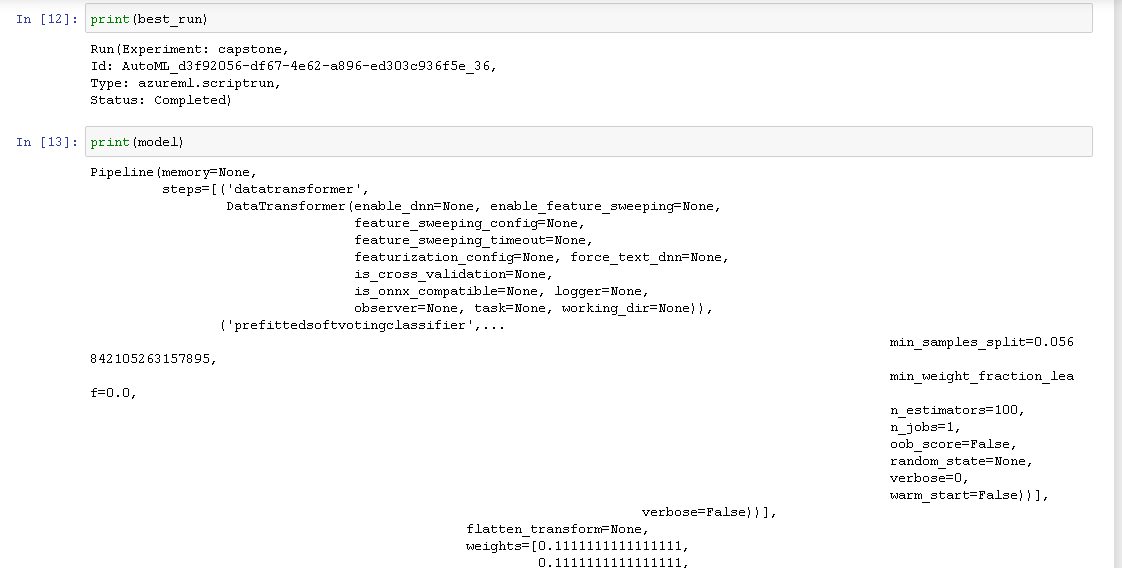 In [12]: print(best_run)
Run(Experiment: capstone,
Id: AutoML_d3f92056-df67-4e62-a896-ed303c936f5e_36,
Type: azureml.scriptrun,
Status: Completed)
In [13]: print(model)
Pipeline(memory=None,
steps=[('datatransformer',
DataTransformer(enable_dnn=None, enable_feature_sweeping=None,
feature_sweeping_config=None,
feature_sweeping_timeout=None,
featurization_config=None, force_text_dnn=None,
is_cross_validation=None,
is_onnx_compatible=None, logger=None,
observer=None, task=None, working_dir=None)),
('prefittedsoftvotingclassifier',...
min_samples_split=0.056
842105263157895,
min_weight_fraction_lea
f=0.0,
n_estimators=100,
n_jobs=1,
oob_score=False,
random_state=None,
verbose=0,
warm_start=False))],
verbose=False))],
flatten_transform=None,
weights=[0.1111111111111111,
0.1111111111111111,